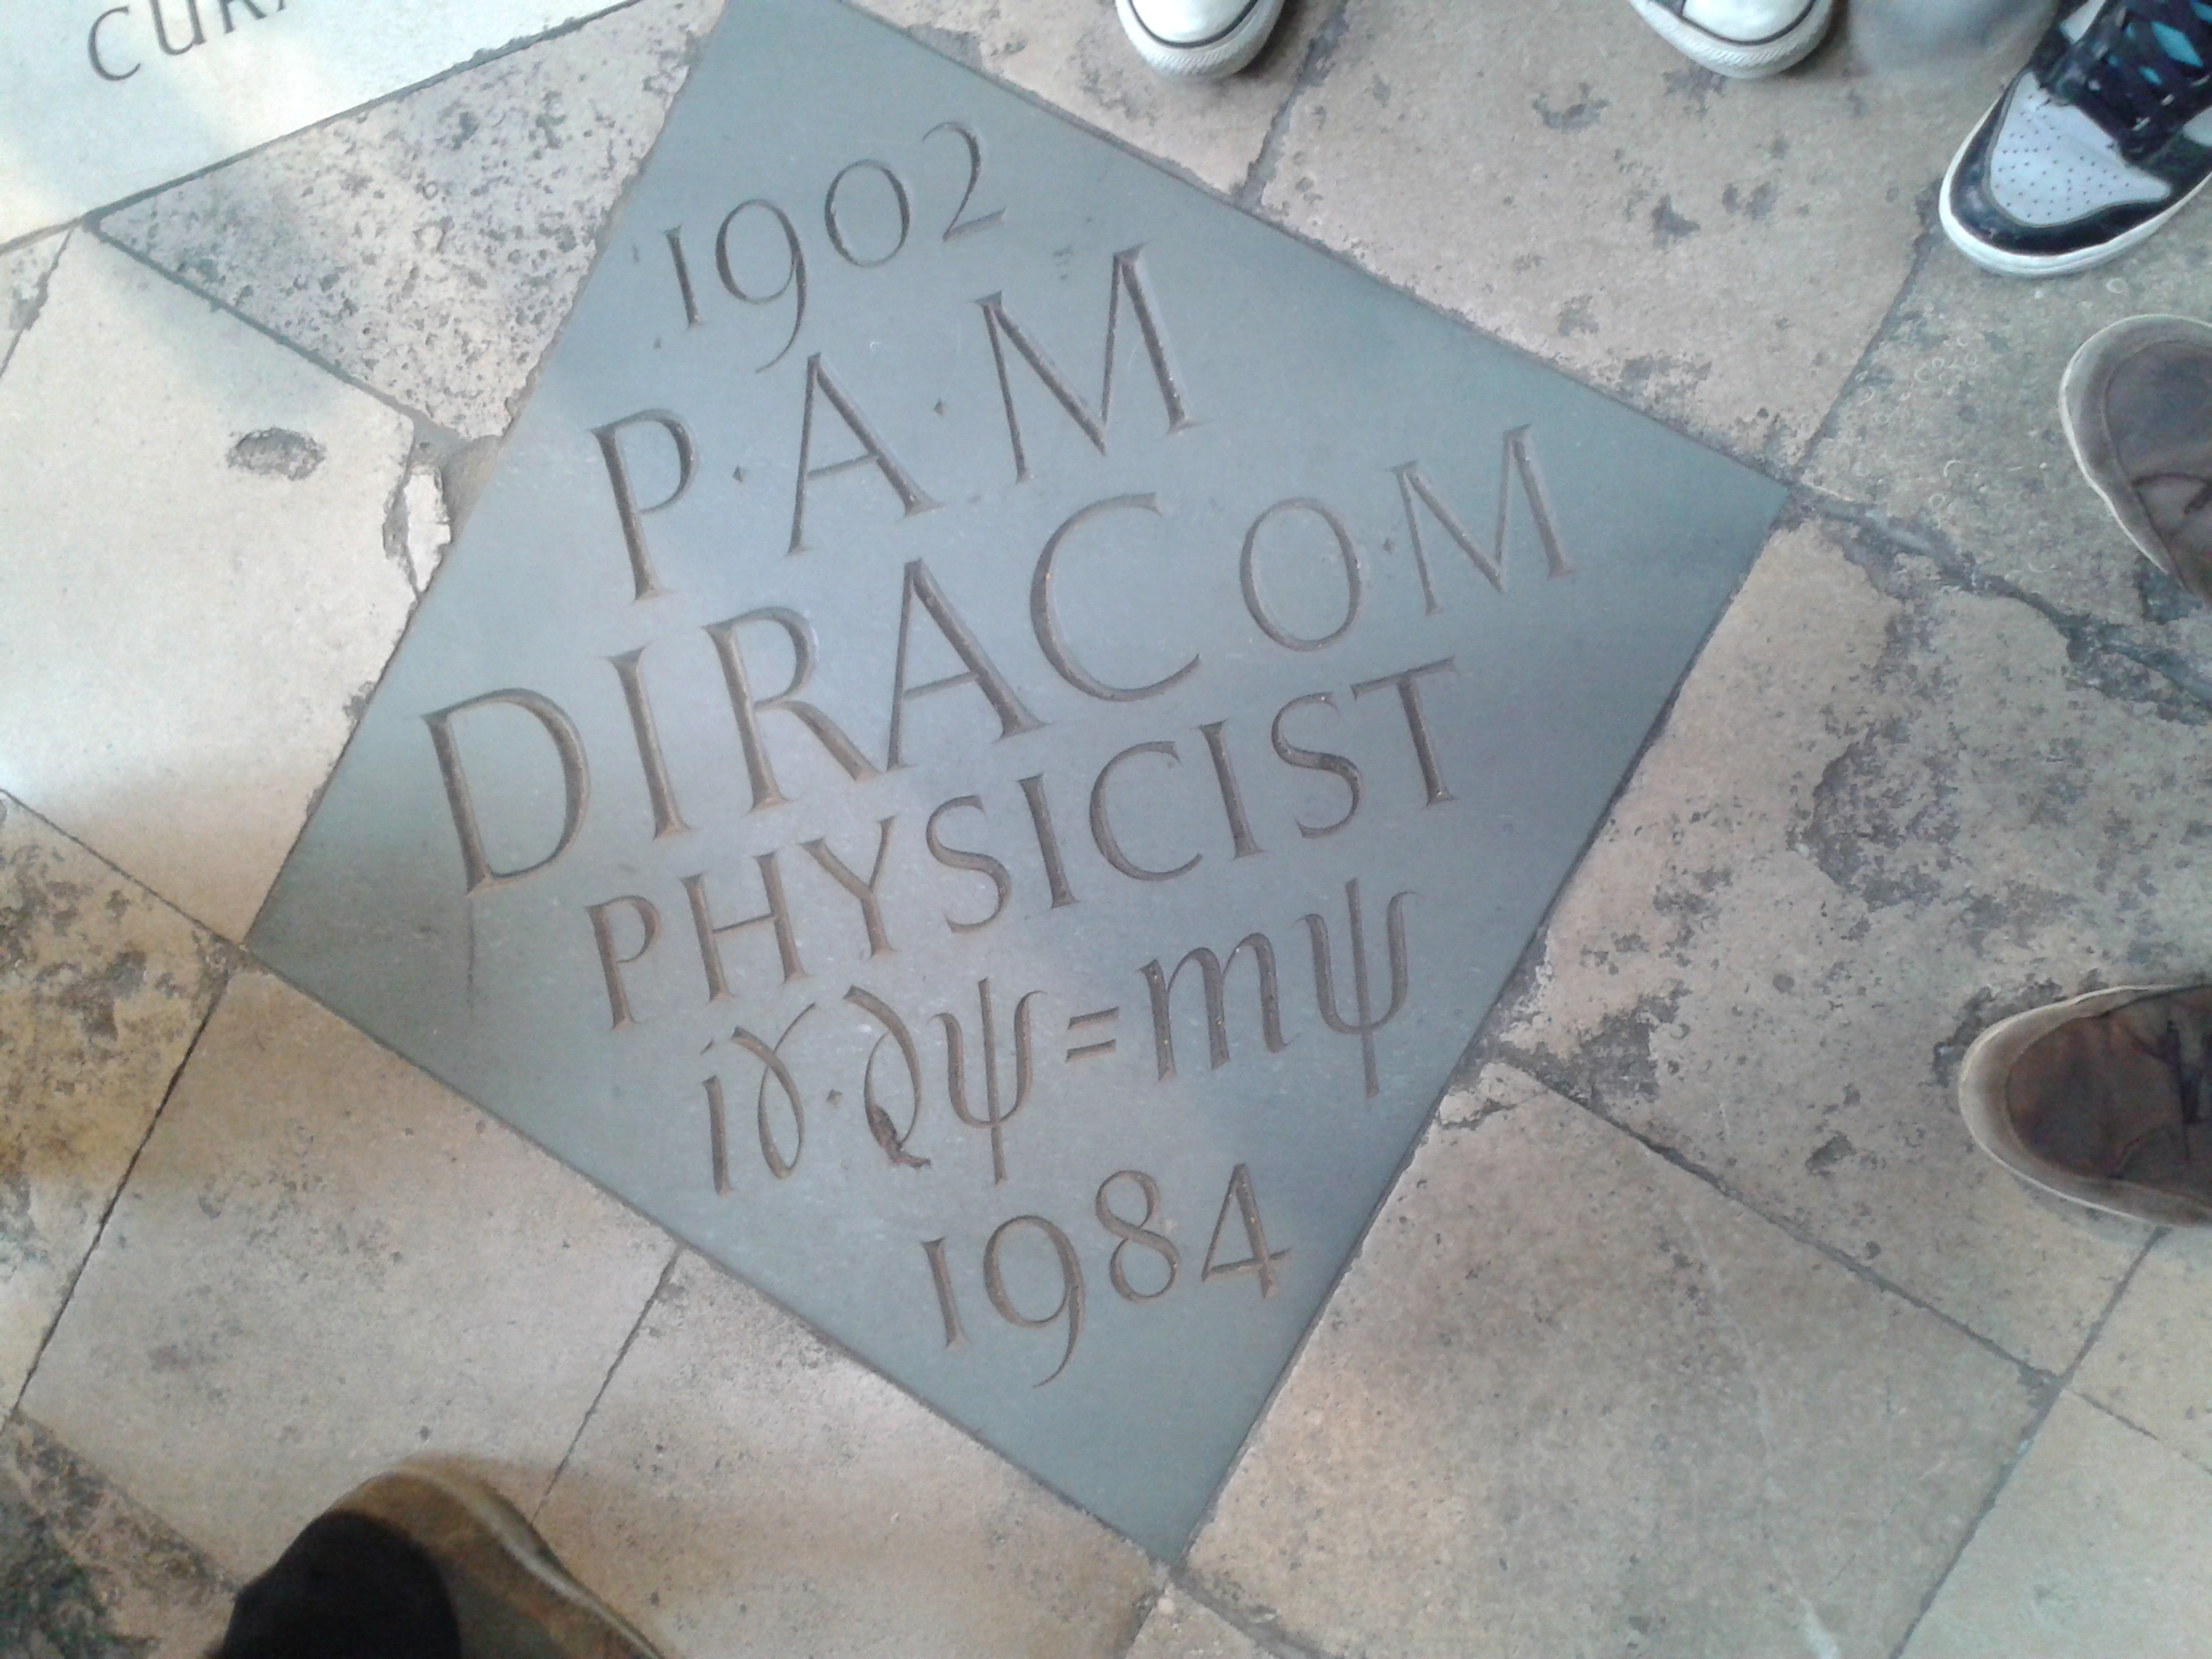 1902
P·A·M
DIRAC O·M
PHYSICIST
iγ·∂ψ=mψ
1984